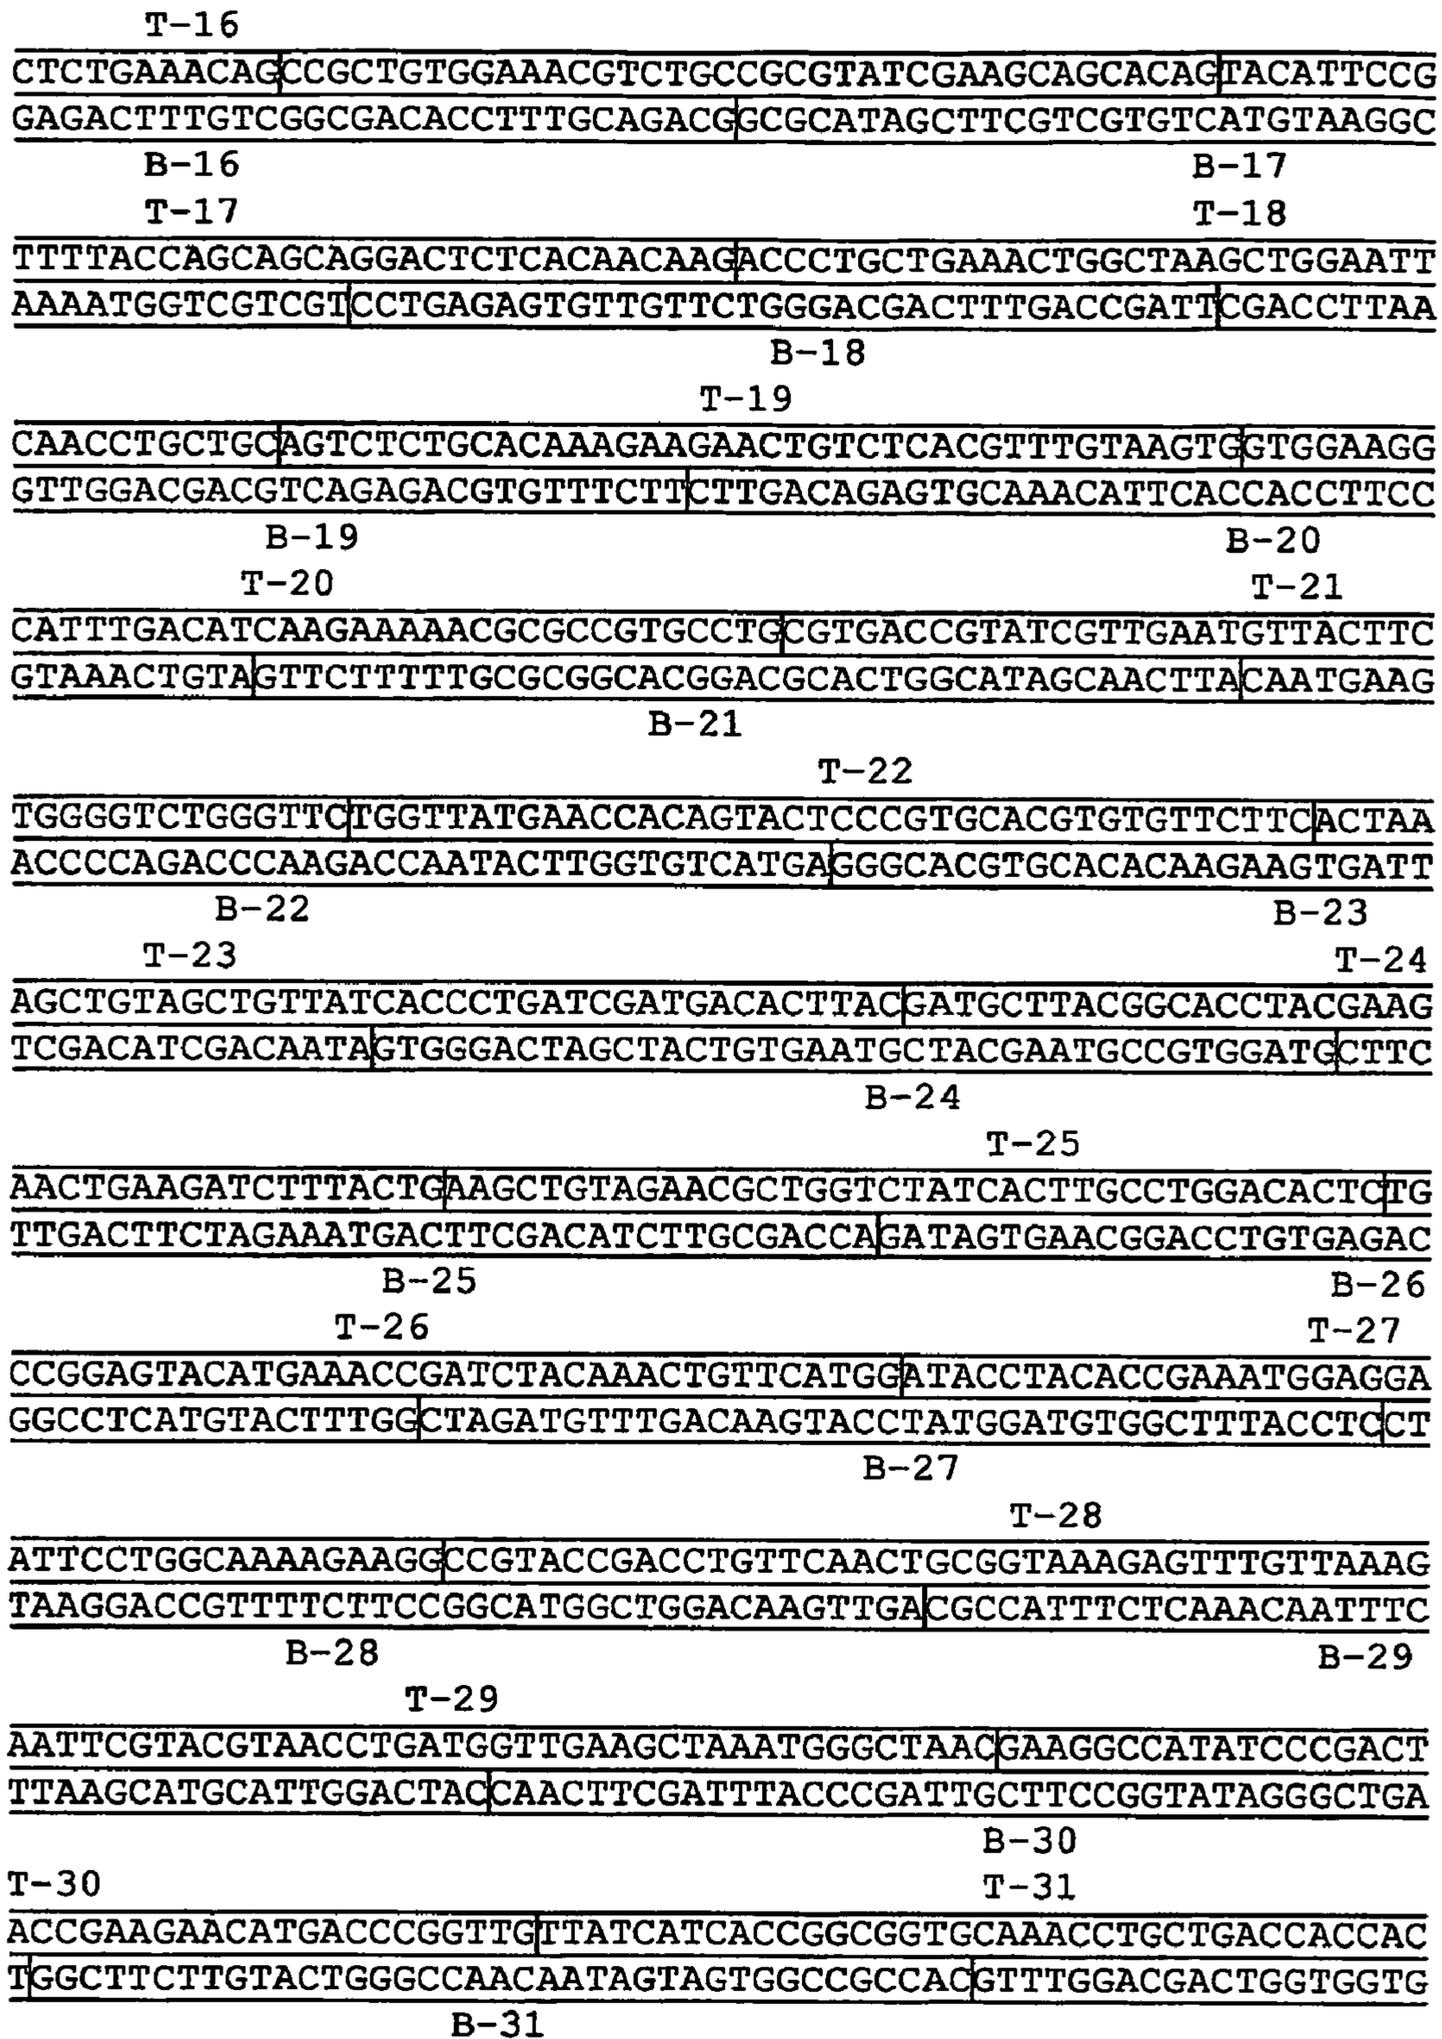 T-16
CTCTGAAACAGCCGCTGTGGAAACGTCTGCCGCGTATCGAAGCAGCACAGTACATTCCG
GAGACTTTGTCGGCGACACCTTTGCAGACGGCGCATAGCTTCGTCGTGTCATGTAAGGC
B-16 B-17
T-17 T-18
TTTTACCAGCAGCAGGACTCTCACAACAAGACCCTGCTGAAACTGGCTAAGCTGGAATT
AAAATGGTCGTCGTCCTGAGAGTGTTGTTCTGGGACGACTTTGACCGATTCGACCTTAA
B-18
T-19
CAACCTGCTGCAGTCTCTGCACAAAGAAGAACTGTCTCACGTTTGTAAGTGGTGGAAGG
GTTGGACGACGTCAGAGACGTGTTTCTTCTTGACAGAGTGCAAACATTCACCACCTTCC
B-19 B-20
T-20 T-21
CATTTGACATCAAGAAAAACGCGCCGTGCCTGCGTGACCGTATCGTTGAATGTTACTTC
GTAAACTGTAGTTCTTTTTGCGCGGCACGGACGCACTGGCATAGCAACTTACAATGAAG
B-21
T-22
TGGGGTCTGGGTTCTGGTTATGAACCACAGTACTCCCGTGCACGTGTGTTCTTCACTAA
ACCCCAGACCCAAGACCAATACTTGGTGTCATGAGGGCACGTGCACACAAGAAGTGATT
B-22 B-23
T-23 T-24
AGCTGTAGCTGTTATCACCCTGATCGATGACACTTACGATGCTTACGGCACCTACGAAG
TCGACATCGACAATAGTGGGACTAGCTACTGTGAATGCTACGAATGCCGTGGATGCTTC
B-24
T-25
AACTGAAGATCTTTACTGAAGCTGTAGAACGCTGGTCTATCACTTGCCTGGACACTCTG
TTGACTTCTAGAAATGACTTCGACATCTTGCGACCAGATAGTGAACGGACCTGTGAGAC
B-25 B-26
T-26 T-27
CCGGAGTACATGAAACCGATCTACAAACTGTTCATGGATACCTACACCGAAATGGAGGA
GGCCTCATGTACTTTGGCTAGATGTTTGACAAGTACCTATGGATGTGGCTTTACCTCCT
B-27
T-28
ATTCCTGGCAAAAGAAGGCCGTACCGACCTGTTCAACTGCGGTAAAGAGTTTGTTAAAG
TAAGGACCGTTTTCTTCCGGCATGGCTGGACAAGTTGACGCCATTTCTCAAACAATTTC
B-28 B-29
T-29
AATTCGTACGTAACCTGATGGTTGAAGCTAAATGGGCTAACGAAGGCCATATCCCGACT
TTAAGCATGCATTGGACTACCAACTTCGATTTACCCGATTGCTTCCGGTATAGGGCTGA
B-30
T-30 T-31
ACCGAAGAACATGACCCGGTTGTTATCATCACCGGCGGTGCAAACCTGCTGACCACCAC
TGGCTTCTTGTACTGGGCCAACAATAGTAGTGGCCGCCACGTTTGGACGACTGGTGGTG
B-31